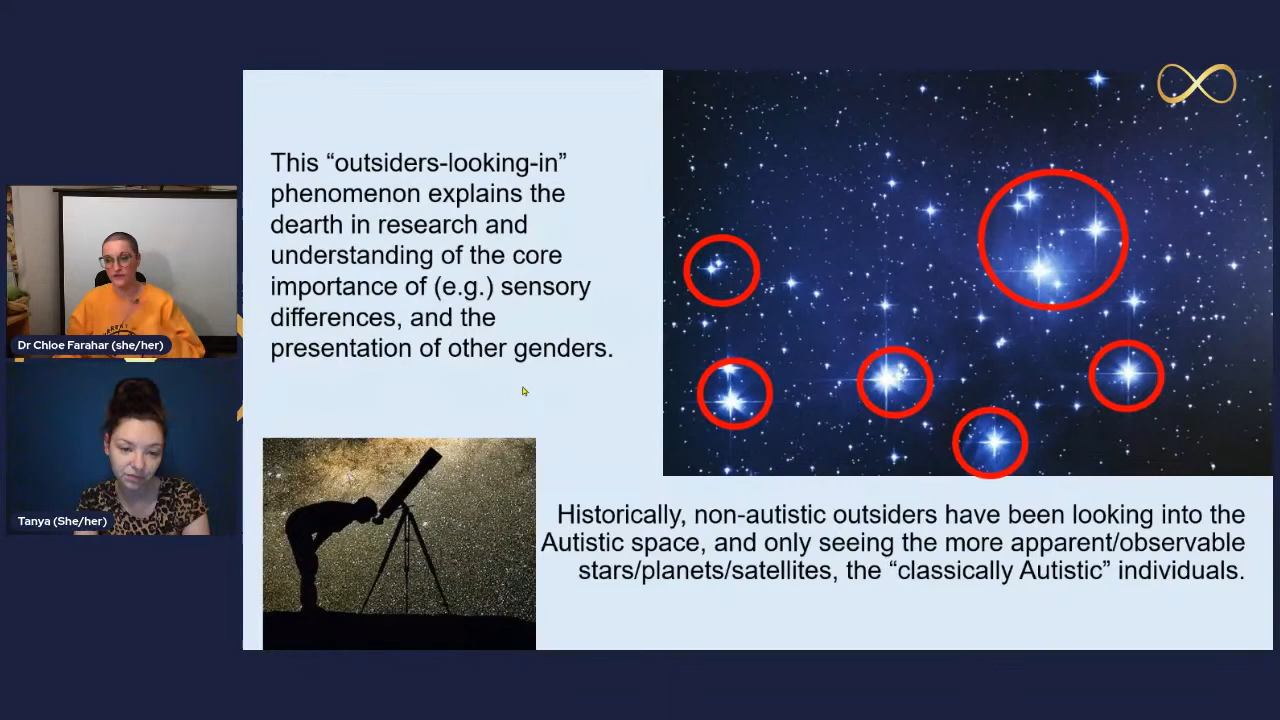 This “outsiders-looking-in”
phenomenon explains the
dearth in research and
understanding of the core
importance of (e.g.) sensory
differences, and the
presentation of other genders.
Dr Chloe Farahar (she/her)
Tanya (She/her)
Historically, non-autistic outsiders have been looking into the
Autistic space, and only seeing the more apparent/observable
stars/planets/satellites, the “classically Autistic” individuals.